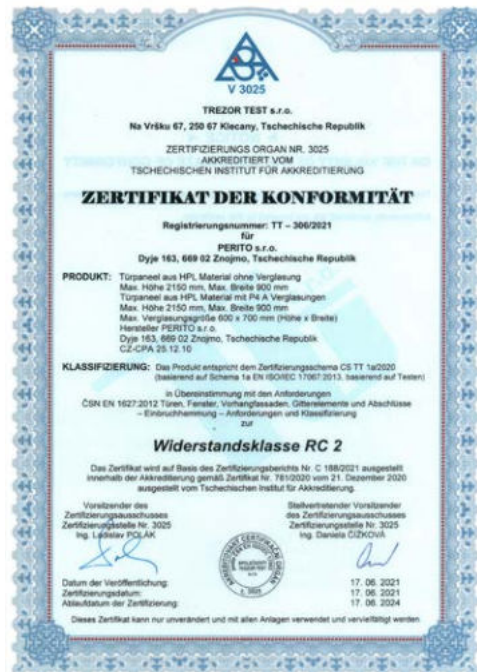 V 3025
TREZOR TEST s.r.o.
Na Vršku 67, 250 67 Klecany, Tschechische Republik
ZERTIFIZIERUNGS ORGAN NR. 3025
AKKREDITIERT VOM
TSCHECHISCHEN INSTITUT FÜR AKKREDITIERUNG
ZERTIFIKAT DER KONFORMITÄT
Registrierungsnummer: TT – 306/2021
für
PERITO s.r.o.
Dyje 163, 669 02 Znojmo, Tschechische Republik
PRODUKT: Türpaneel aus HPL Material ohne Verglasung
Max. Höhe 2150 mm, Max. Breite 900 mm
Türpaneel aus HPL Material mit P4 A Verglasungen
Max. Höhe 2150 mm, Max. Breite 900 mm
Max. Verglasungsgröße 600 x 700 mm (Höhe x Breite)
Hersteller PERITO s.r.o.
Dyje 163, 669 02 Znojmo, Tschechische Republik
CZ-CPA 25.12.10
KLASSIFIZIERUNG: Das Produkt entspricht dem Zertifizierungsschema CS TT 1a/2020
(basierend auf Schema 1a EN ISO/IEC 17067:2013, basierend auf Testen)
in Übereinstimmung mit den Anforderungen
ČSN EN 1627:2012 Türen, Fenster, Vorhangfassaden, Gitterelemente und Abschlüsse
– Einbruchhemmung – Anforderungen und Klassifizierung
zur
Widerstandsklasse RC 2
Das Zertifikat wird auf Basis des Zertifizierungsberichts Nr. C 188/2021 ausgestellt
innerhalb der Akkreditierung gemäß Zertifikat Nr. 781/2020 vom 21. Dezember 2020
ausgestellt vom Tschechischen Institut für Akkreditierung.
Vorsitzender des
Zertifizierungsausschusses
Zertifizierungsstelle Nr. 3025
Ing. Ladislav POLÁK
Stellvertretender Vorsitzender
des Zertifizierungsausschusses
Zertifizierungsstelle Nr. 3025
Ing. Daniela ČÍŽKOVÁ
Datum der Veröffentlichung: 17. 06. 2021
Zertifizierungsdatum: 17. 06. 2021
Ablaufdatum der Zertifizierung: 17. 06. 2024
Dieses Zertifikat kann nur unverändert und mit allen Anlagen verwendet und vervielfältigt werden.